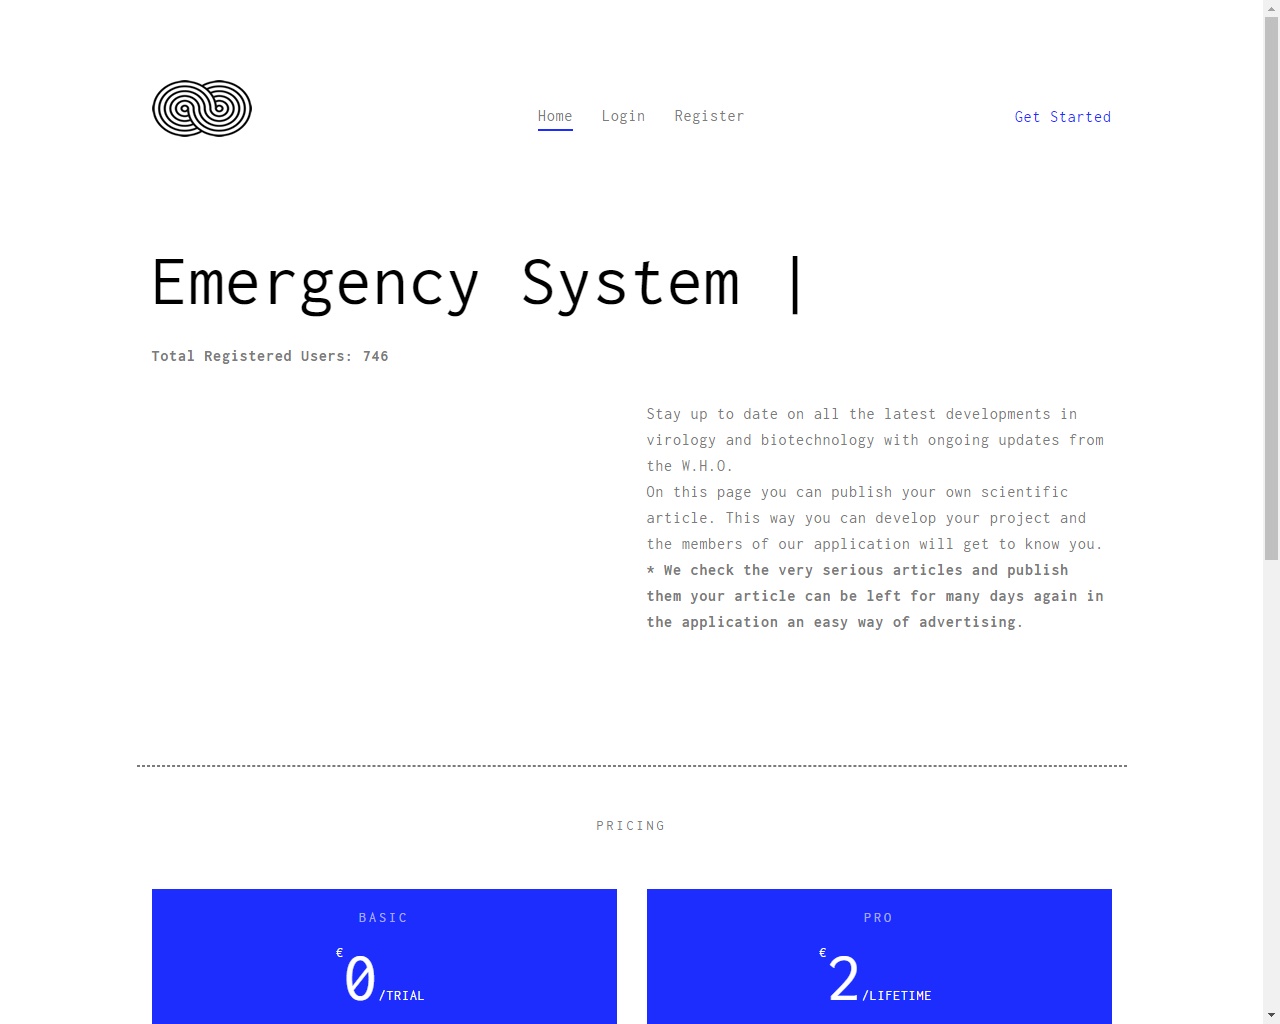 Home Login Register Get Started
Emergency System |
Total Registered Users: 746
Stay up to date on all the latest developments in
virology and biotechnology with ongoing updates from
the W.H.O.
On this page you can publish your own scientific
article. This way you can develop your project and
the members of our application will get to know you.
* We check the very serious articles and publish
them your article can be left for many days again in
the application an easy way of advertising.
PRICING
BASIC
€0/TRIAL
PRO
€2/LIFETIME